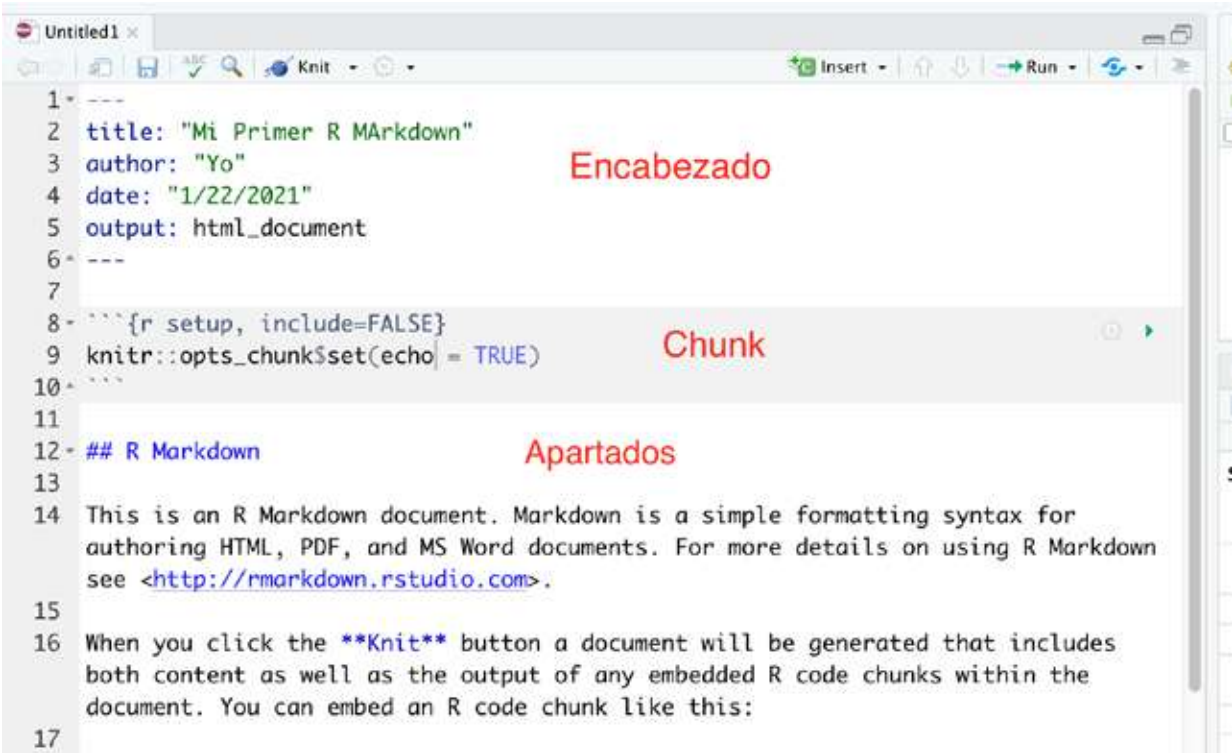 Untitled1
ABC Knit Insert Run
1 ---
2 title: "Mi Primer R MArkdown"
3 author: "Yo"
Encabezado
4 date: "1/22/2021"
5 output: html_document
6 ---
7
8 ```{r setup, include=FALSE}
9 knitr::opts_chunk$set(echo = TRUE)
Chunk
10 ```
11
12 ## R Markdown
Apartados
13
14 This is an R Markdown document. Markdown is a simple formatting syntax for
authoring HTML, PDF, and MS Word documents. For more details on using R Markdown
see <http://rmarkdown.rstudio.com>.
15
16 When you click the **Knit** button a document will be generated that includes
both content as well as the output of any embedded R code chunks within the
document. You can embed an R code chunk like this:
17